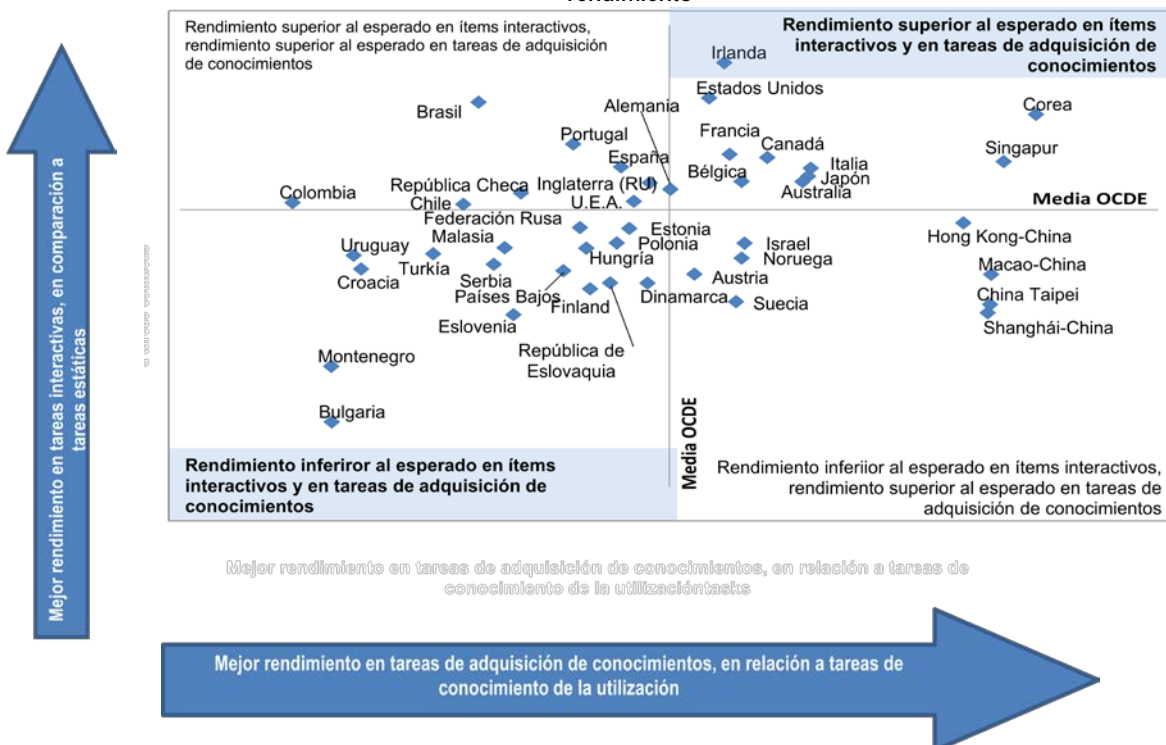 rendimiento
Rendimiento superior al esperado en ítems interactivos,
rendimiento superior al esperado en tareas de adquisición
de conocimientos
Rendimiento superior al esperado en ítems
interactivos y en tareas de adquisición de
conocimientos
Irlanda
Estados Unidos
Alemania
Brasil
Corea
Portugal
Francia
Canadá
Singapur
España
Italia
Bélgica
Japón
República Checa
Inglaterra (RU)
Colombia
Chile
U.E.A.
Australia
Media OCDE
Federación Rusa
Estonia
Hong Kong-China
Uruguay
Malasia
Polonia
Israel
Hungría
Noruega
Turkía
Macao-China
Croacia
Serbia
Austria
Países Bajos
Dinamarca
China Taipei
Finland
Suecia
Eslovenia
Shanghái-China
República de
Eslovaquia
Montenegro
Bulgaria
Media OCDE
Rendimiento inferiror al esperado en ítems
interactivos y en tareas de adquisición de
conocimientos
Rendimiento inferiior al esperado en ítems interactivos,
rendimiento superior al esperado en tareas de
adquisición de conocimientos
Mejor rendimiento en tareas interactivas, en comparación a
tareas estáticas
Mejor rendimiento en tareas de adquisición de conocimientos, en relación a tareas de
conocimiento de la utilizacióntasks
Mejor rendimiento en tareas de adquisición de conocimientos, en relación a tareas de
conocimiento de la utilización